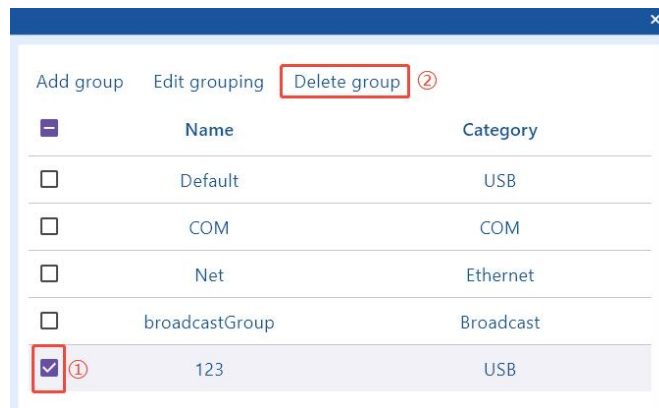 Add group Edit grouping Delete group ②
Name Category
Default USB
COM COM
Net Ethernet
broadcastGroup Broadcast
① 123 USB